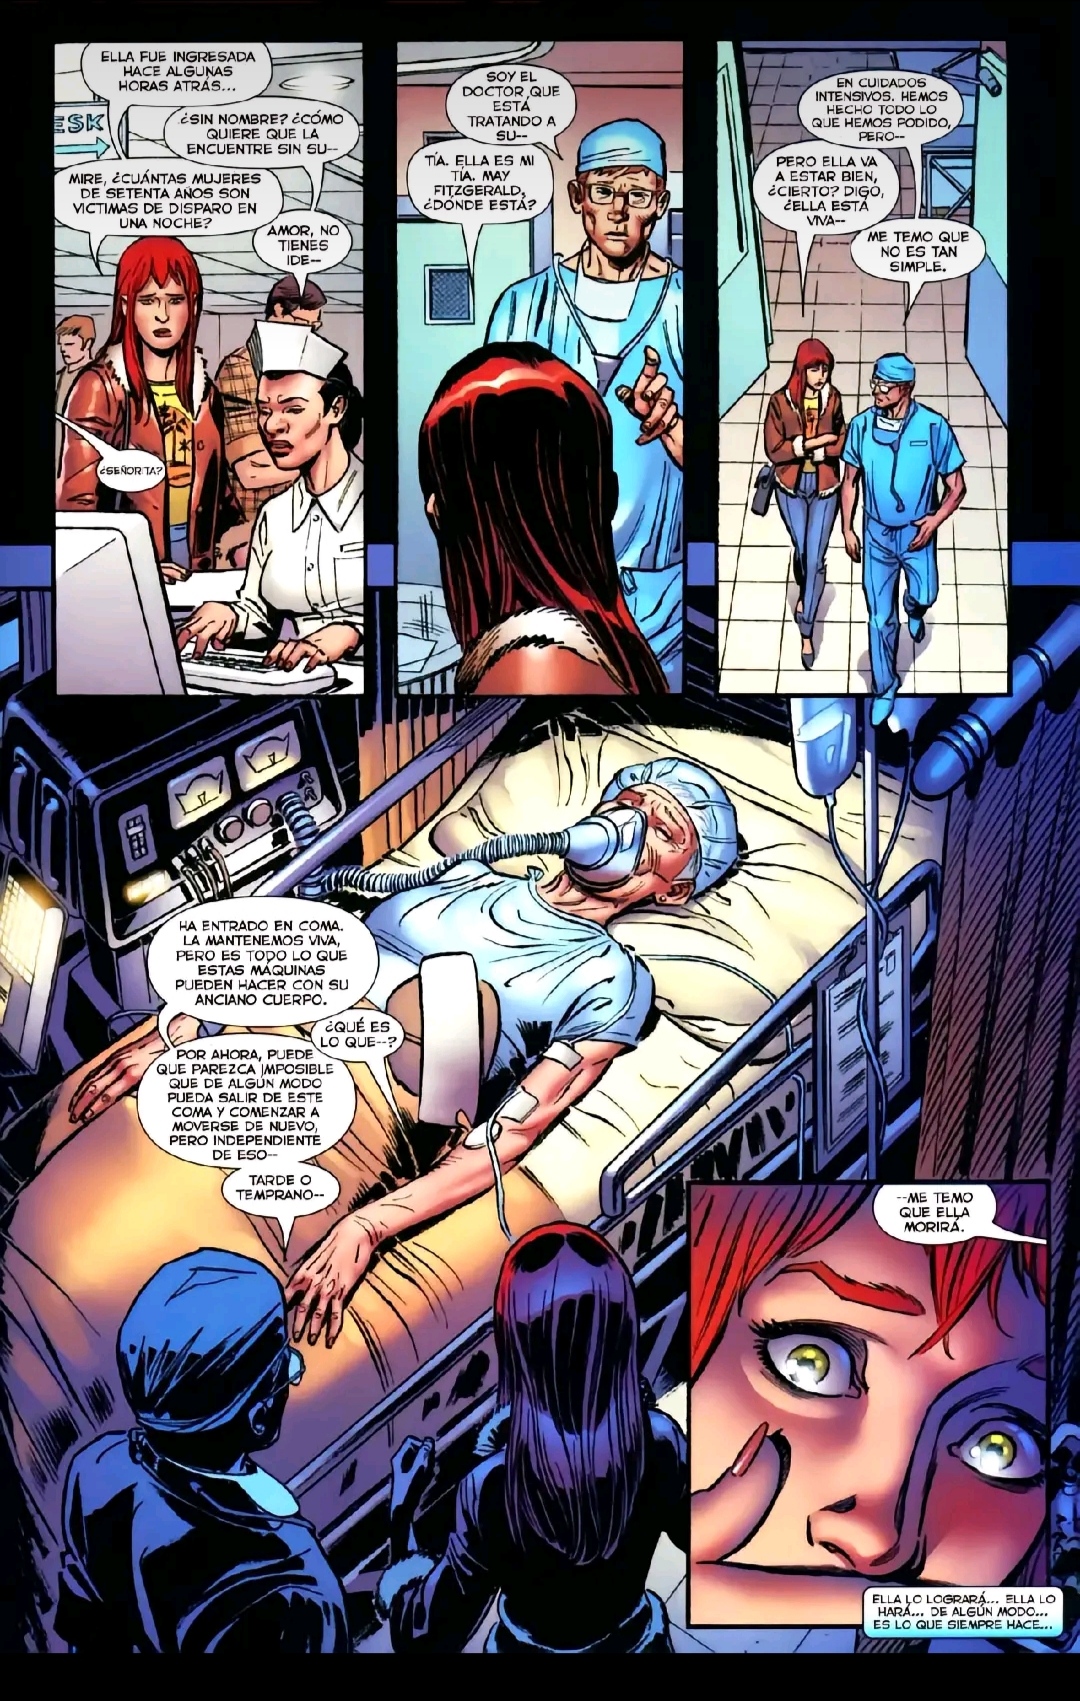 ELLA FUE INGRESADA
HACE ALGUNAS
HORAS ATRÁS...
¿SIN NOMBRE? ¿CÓMO
QUIERE QUE LA
ENCUENTRE SIN SU--
MIRE, ¿CUÁNTAS MUJERES
DE SETENTA AÑOS SON
VICTIMAS DE DISPARO EN
UNA NOCHE?
AMOR, NO
TIENES
IDE--
ESK
¿SEÑORITA?
SOY EL
DOCTOR QUE
ESTÁ
TRATANDO A
SU--
TÍA. ELLA ES MI
TÍA. MAY
FITZGERALD,
¿DÓNDE ESTÁ?
EN CUIDADOS
INTENSIVOS. HEMOS
HECHO TODO LO
QUE HEMOS PODIDO,
PERO--
PERO ELLA VA
A ESTAR BIEN,
¿CIERTO? DIGO,
¿ELLA ESTÁ
VIVA--
ME TEMO QUE
NO ES TAN
SIMPLE.
HA ENTRADO EN COMA.
LA MANTENEMOS VIVA,
PERO ES TODO LO QUE
ESTAS MÁQUINAS
PUEDEN HACER CON SU
ANCIANO CUERPO.
¿QUÉ ES
LO QUE--?
POR AHORA, PUEDE
QUE PAREZCA IMPOSIBLE
QUE DE ALGÚN MODO
PUEDA SALIR DE ESTE
COMA Y COMENZAR A
MOVERSE DE NUEVO,
PERO INDEPENDIENTE
DE ESO--
TARDE O
TEMPRANO--
--ME TEMO
QUE ELLA
MORIRÁ.
ELLA LO LOGRARÁ... ELLA LO
HARÁ... DE ALGÚN MODO...
ES LO QUE SIEMPRE HACE...